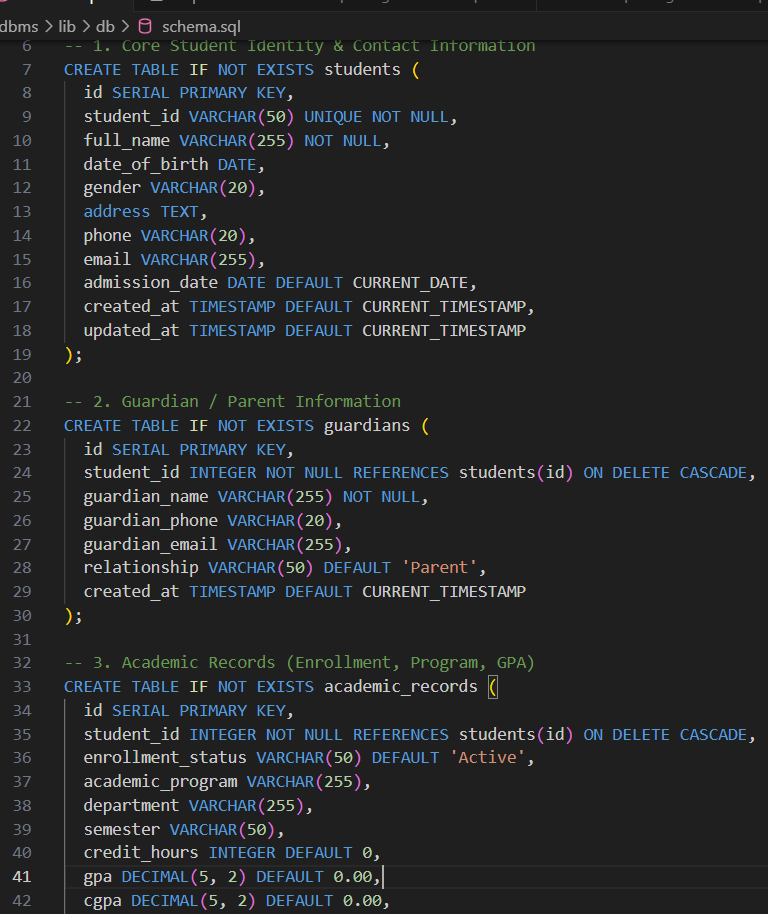 dbms > lib > db > schema.sql
6 -- 1. Core Student Identity & Contact Information
7 CREATE TABLE IF NOT EXISTS students (
8 id SERIAL PRIMARY KEY,
9 student_id VARCHAR(50) UNIQUE NOT NULL,
10 full_name VARCHAR(255) NOT NULL,
11 date_of_birth DATE,
12 gender VARCHAR(20),
13 address TEXT,
14 phone VARCHAR(20),
15 email VARCHAR(255),
16 admission_date DATE DEFAULT CURRENT_DATE,
17 created_at TIMESTAMP DEFAULT CURRENT_TIMESTAMP,
18 updated_at TIMESTAMP DEFAULT CURRENT_TIMESTAMP
19 );
20
21 -- 2. Guardian / Parent Information
22 CREATE TABLE IF NOT EXISTS guardians (
23 id SERIAL PRIMARY KEY,
24 student_id INTEGER NOT NULL REFERENCES students(id) ON DELETE CASCADE,
25 guardian_name VARCHAR(255) NOT NULL,
26 guardian_phone VARCHAR(20),
27 guardian_email VARCHAR(255),
28 relationship VARCHAR(50) DEFAULT 'Parent',
29 created_at TIMESTAMP DEFAULT CURRENT_TIMESTAMP
30 );
31
32 -- 3. Academic Records (Enrollment, Program, GPA)
33 CREATE TABLE IF NOT EXISTS academic_records (
34 id SERIAL PRIMARY KEY,
35 student_id INTEGER NOT NULL REFERENCES students(id) ON DELETE CASCADE,
36 enrollment_status VARCHAR(50) DEFAULT 'Active',
37 academic_program VARCHAR(255),
38 department VARCHAR(255),
39 semester VARCHAR(50),
40 credit_hours INTEGER DEFAULT 0,
41 gpa DECIMAL(5, 2) DEFAULT 0.00,
42 cgpa DECIMAL(5, 2) DEFAULT 0.00,